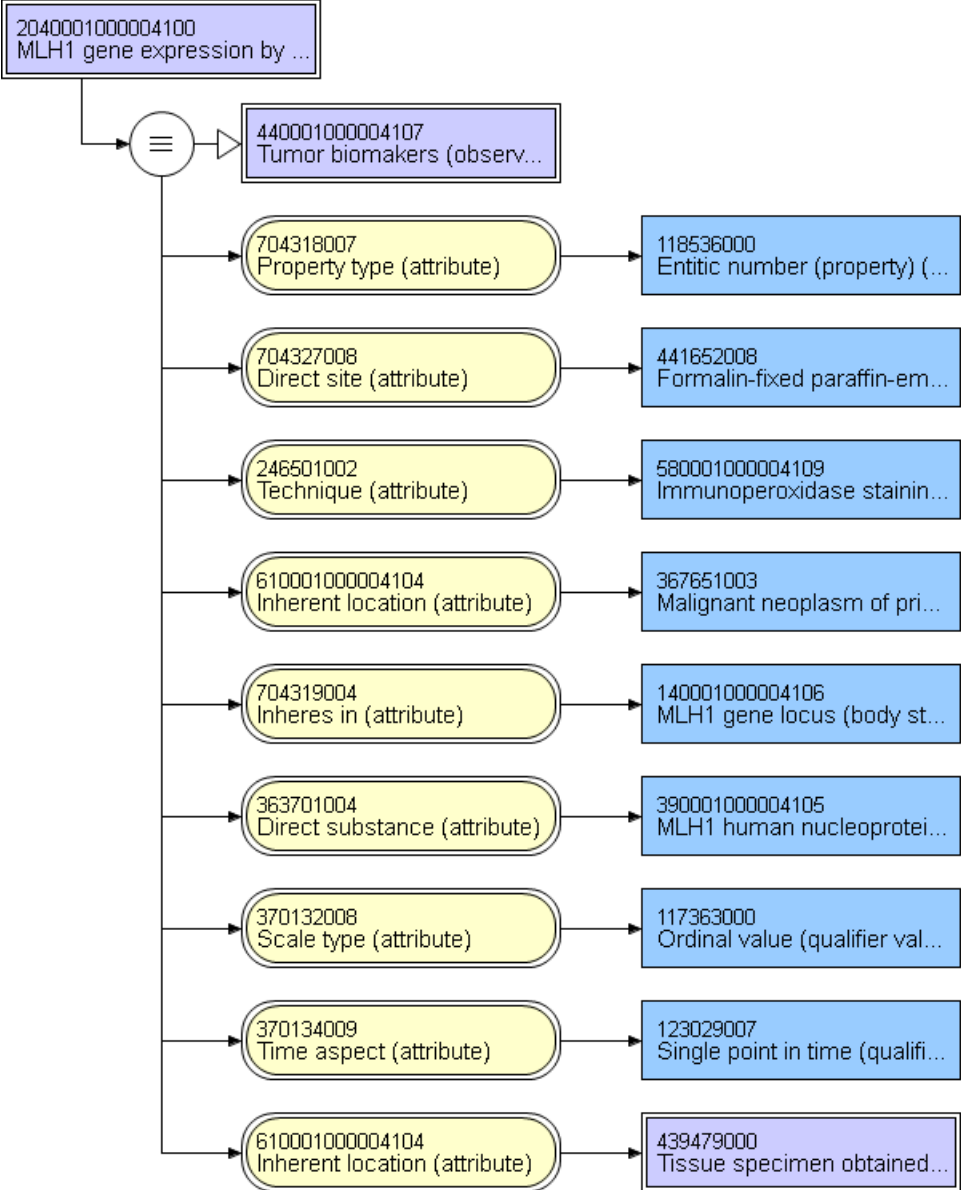 2040001000004100
MLH1 gene expression by ...
440001000004107
Tumor biomakers (observ...
704318007
Property type (attribute)
118536000
Entitic number (property) (...
704327008
Direct site (attribute)
441652008
Formalin-fixed paraffin-em...
246501002
Technique (attribute)
580001000004109
Immunoperoxidase stainin...
610001000004104
Inherent location (attribute)
367651003
Malignant neoplasm of pri...
704319004
Inheres in (attribute)
140001000004106
MLH1 gene locus (body st...
363701004
Direct substance (attribute)
390001000004105
MLH1 human nucleoprotei...
370132008
Scale type (attribute)
117363000
Ordinal value (qualifier val...
370134009
Time aspect (attribute)
123029007
Single point in time (qualifi...
610001000004104
Inherent location (attribute)
439479000
Tissue specimen obtained...